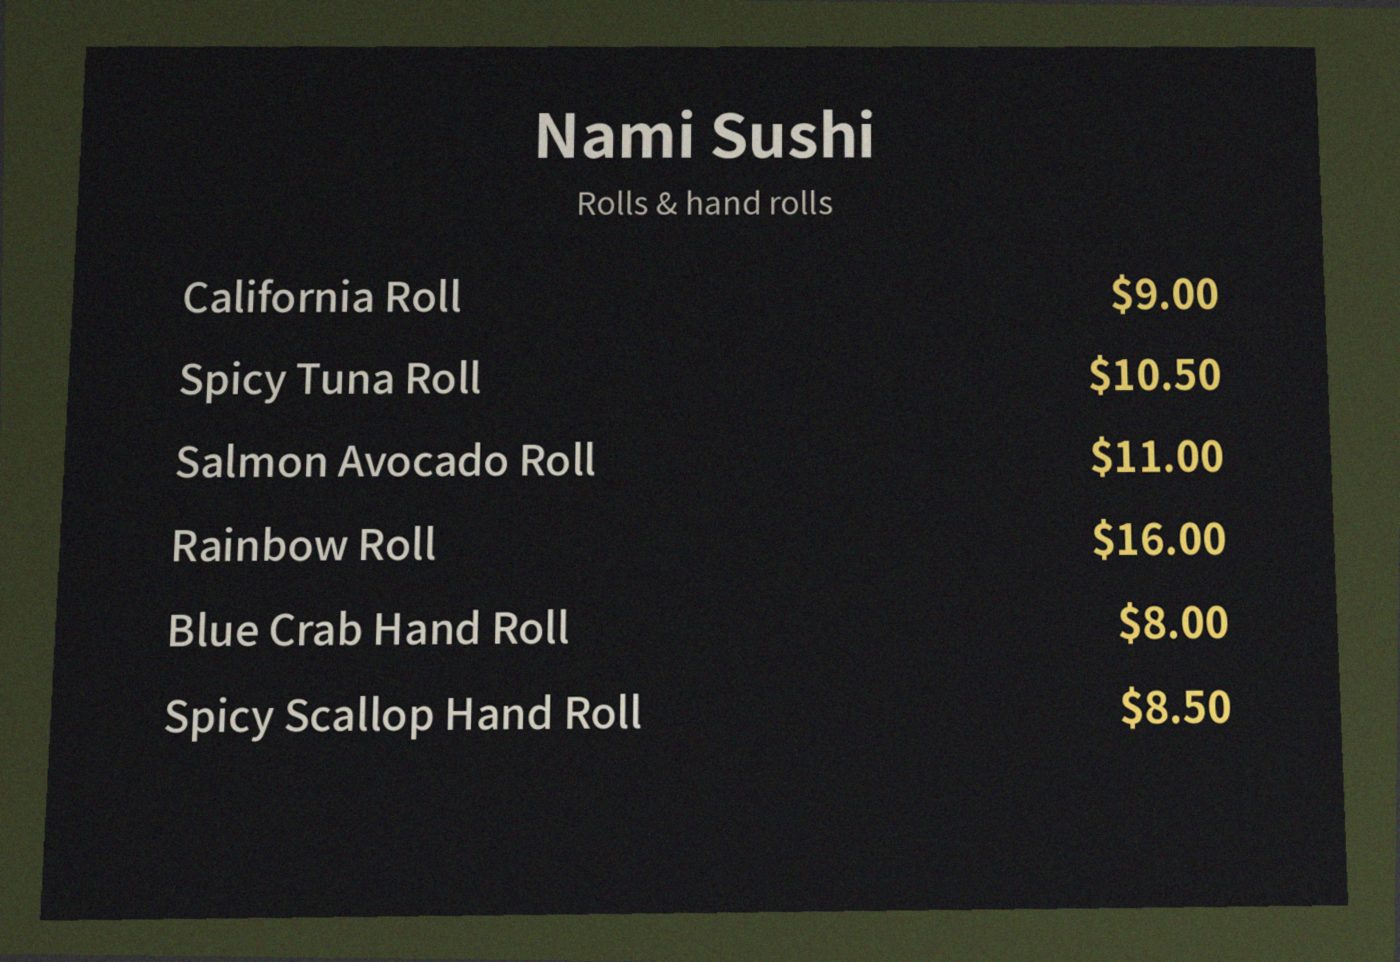 Nami Sushi
Rolls & hand rolls
California Roll $9.00
Spicy Tuna Roll $10.50
Salmon Avocado Roll $11.00
Rainbow Roll $16.00
Blue Crab Hand Roll $8.00
Spicy Scallop Hand Roll $8.50